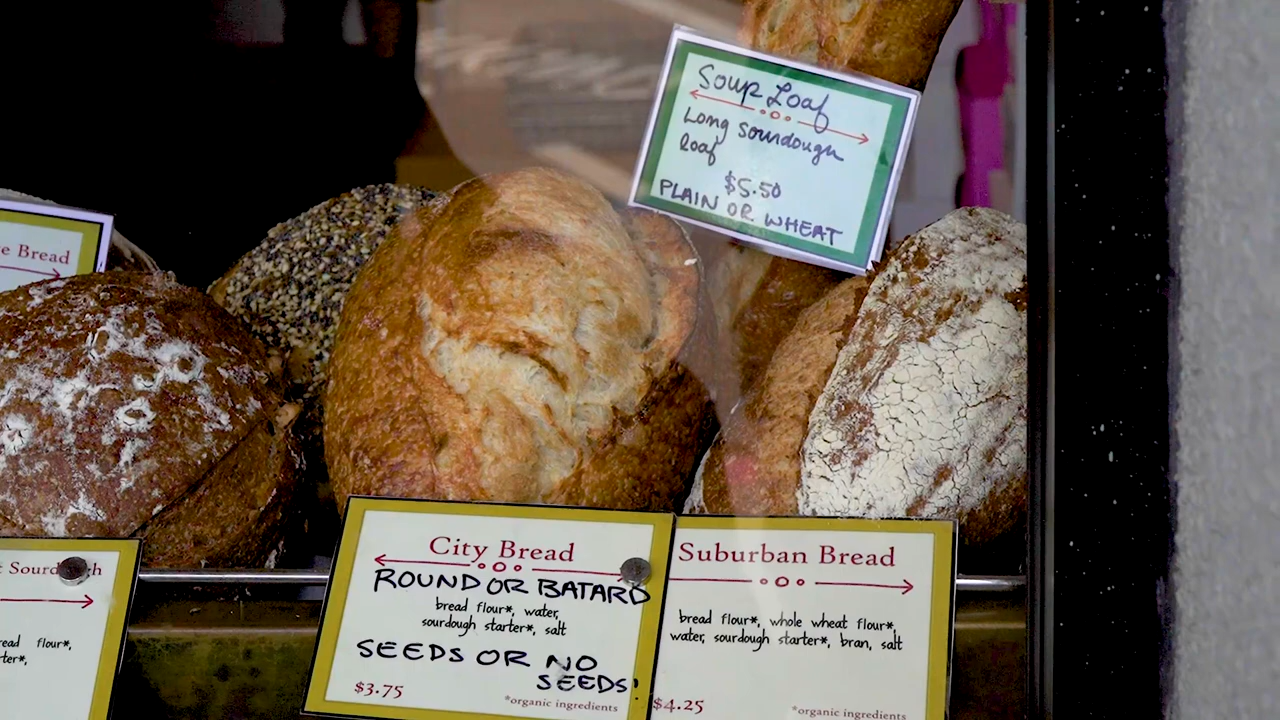 Soup Loaf
Long sourdough
loaf
$5.50
PLAIN OR WHEAT
Bread
City Bread
ROUND OR BATARD
bread flour*, water,
sourdough starter*, salt
SEEDS OR NO
SEEDS!
$3.75
*organic ingredients
Suburban Bread
bread flour*, whole wheat flour*,
water, sourdough starter*, bran, salt
$4.25
*organic ingredients
flour*,